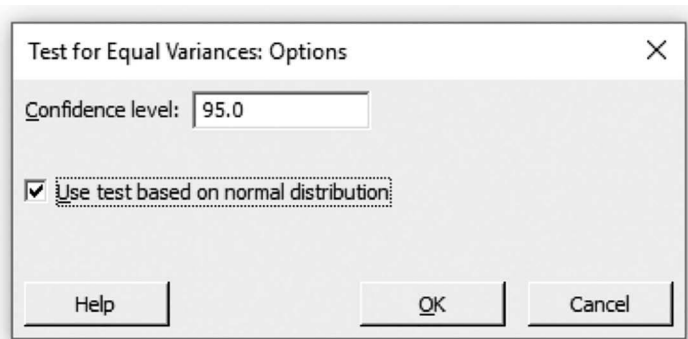 Test for Equal Variances: Options
Confidence level: 95.0
Use test based on normal distribution
Help OK Cancel